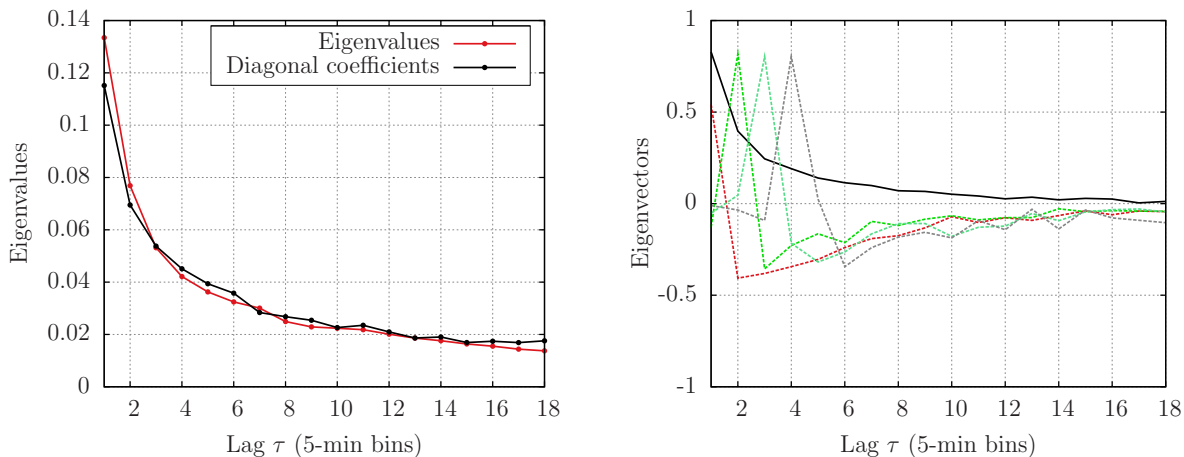 Eigenvalues
0.14
0.12
0.1
0.08
0.06
0.04
0.02
0
Eigenvalues
Diagonal coefficients
2 4 6 8 10 12 14 16 18
Lag τ (5-min bins)
Eigenvectors
1
0.5
0
-0.5
-1
2 4 6 8 10 12 14 16 18
Lag τ (5-min bins)